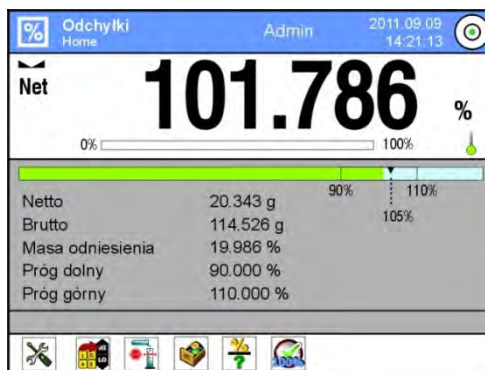 Odchyłki Admin 2011.09.09
Home 14:21:13
Net 101.786 %
0% 100%
90% 110%
105%
Netto 20.343 g
Brutto 114.526 g
Masa odniesienia 19.986 %
Próg dolny 90.000 %
Próg górny 110.000 %